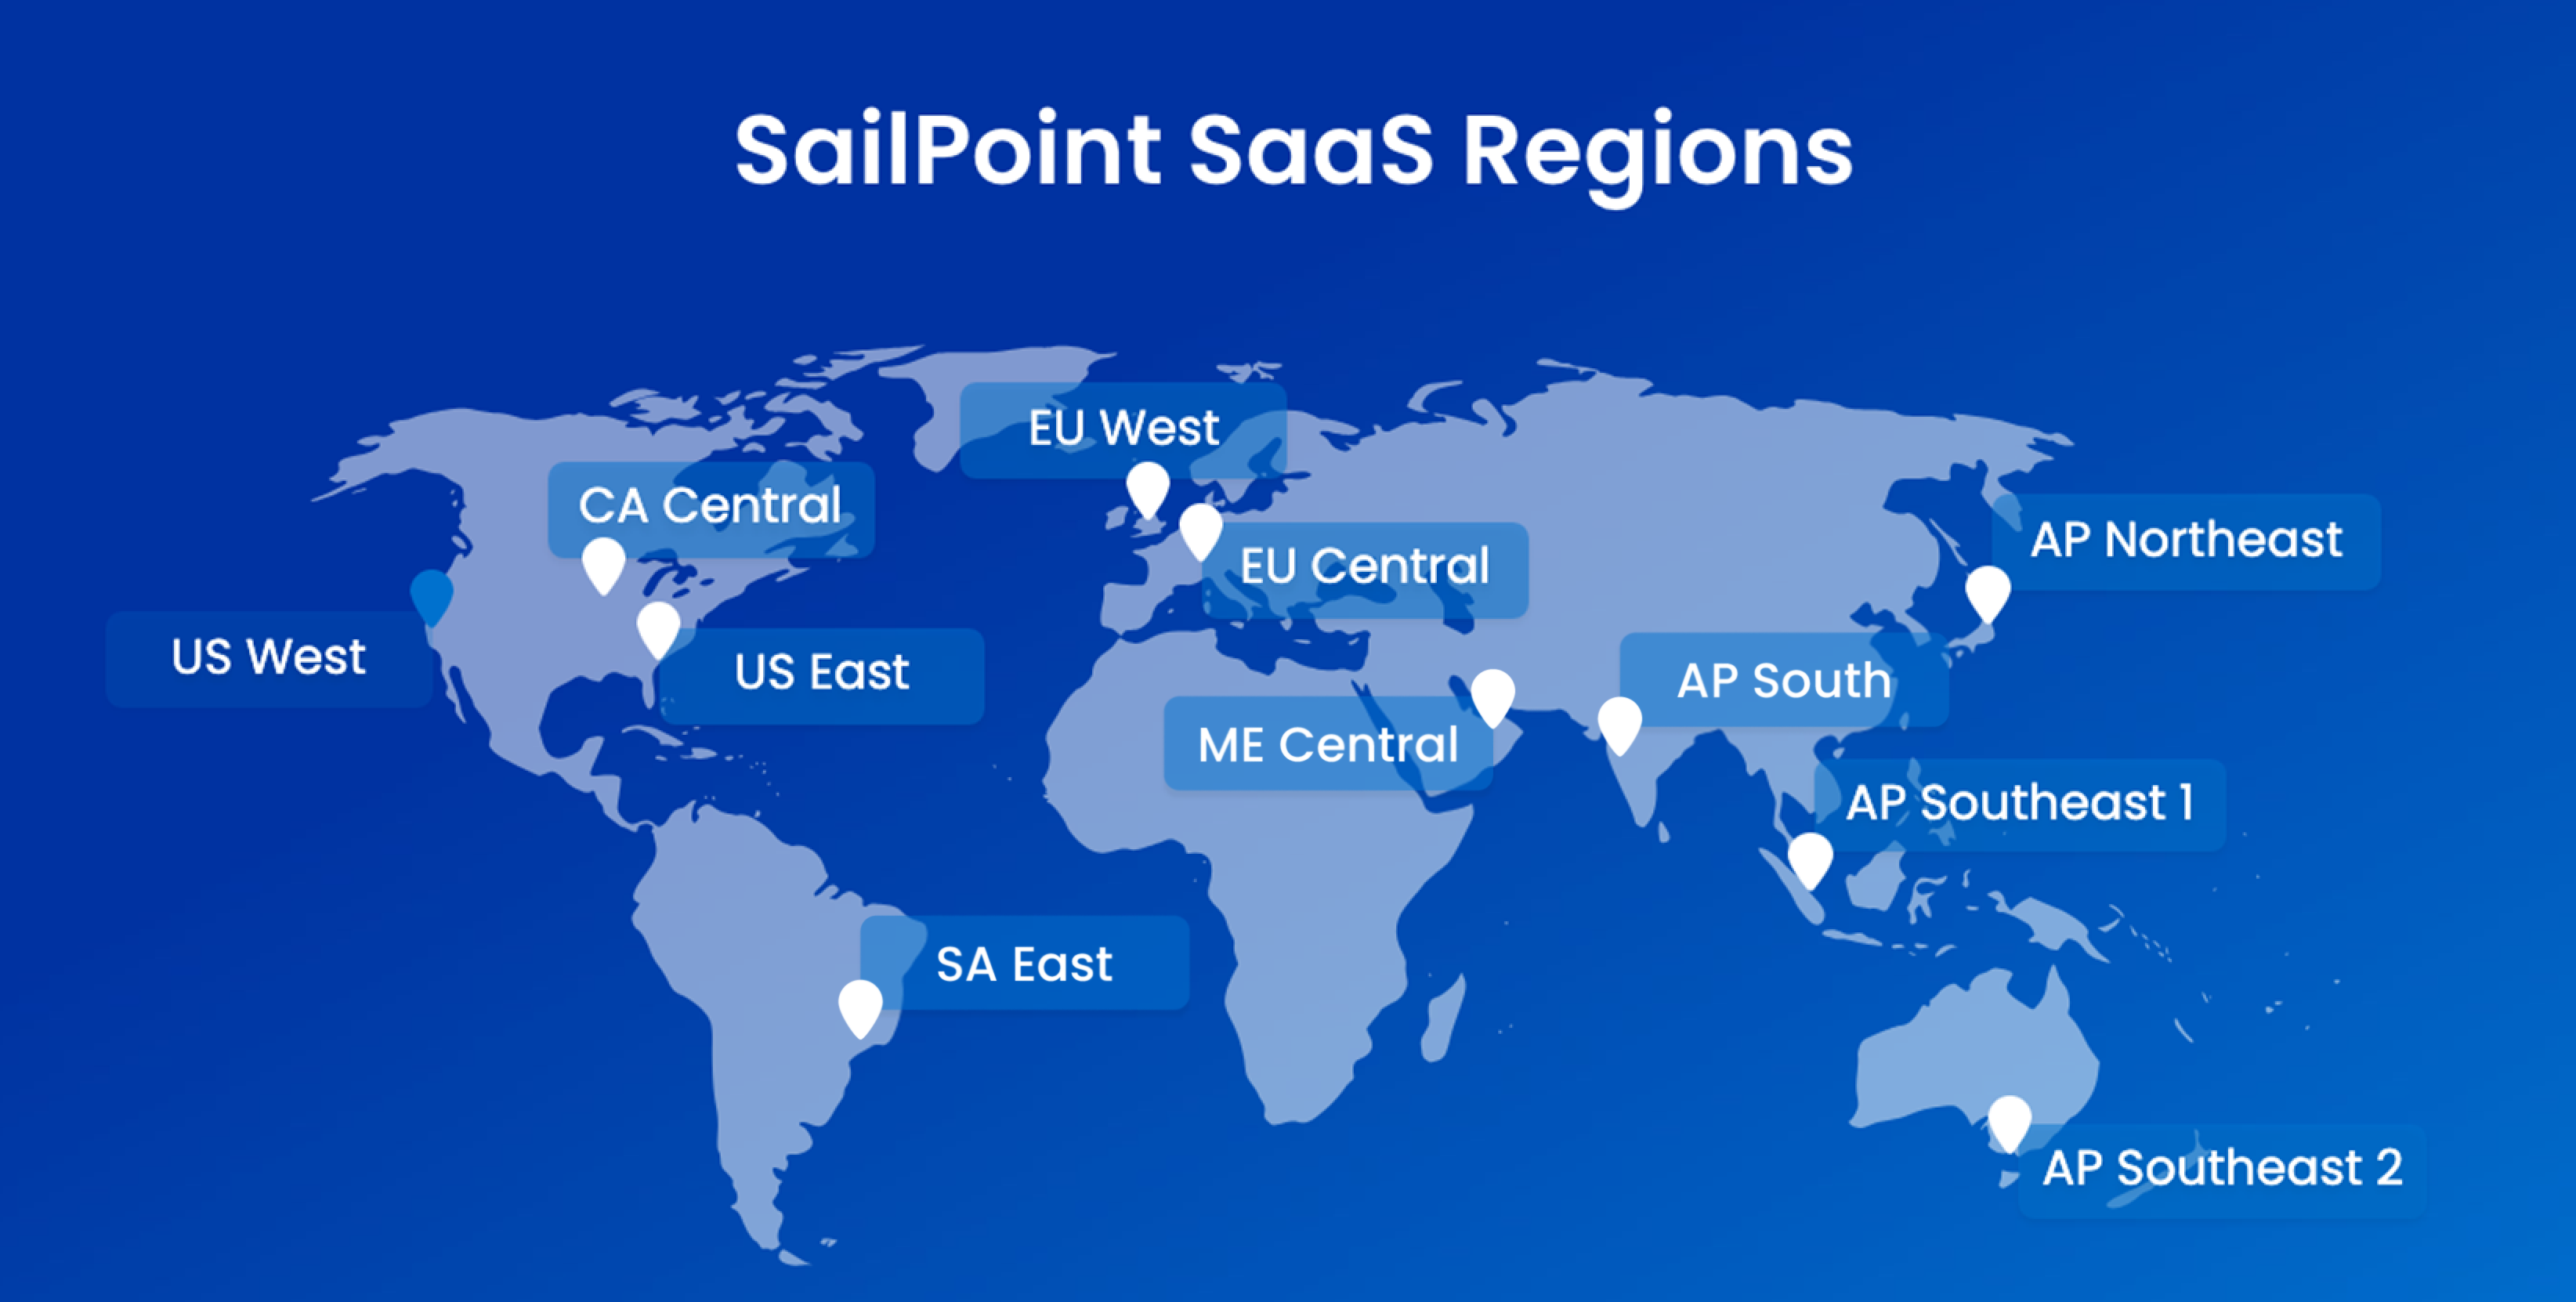 SailPoint SaaS Regions
EU West
CA Central
AP Northeast
EU Central
US West
US East
AP South
ME Central
AP Southeast 1
SA East
AP Southeast 2